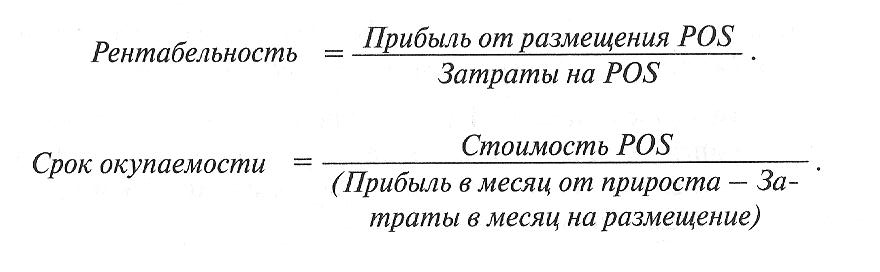 Прибыль от размещения POS
Рентабельность = .
Затраты на POS
Стоимость POS
Срок окупаемости = .
(Прибыль в месяц от прироста – За-
траты в месяц на размещение)